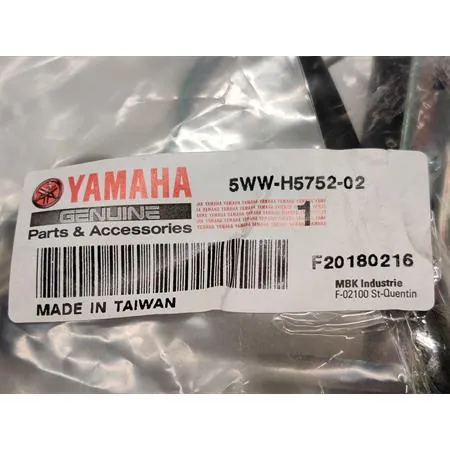 YAMAHA
GENUINE
Parts & Accessories
MADE IN TAIWAN
5WW-H5752-02
1
F20180216
MBK Industrie
F-02100 St-Quentin